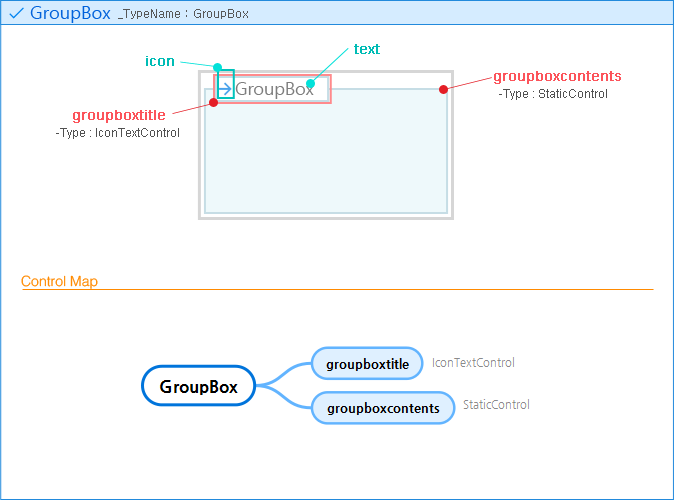 GroupBox _TypeName : GroupBox
icon
text
GroupBox
groupboxcontents
-Type : StaticControl
groupboxtitle
-Type : IconTextControl
Control Map
groupboxtitle IconTextControl
GroupBox
groupboxcontents StaticControl